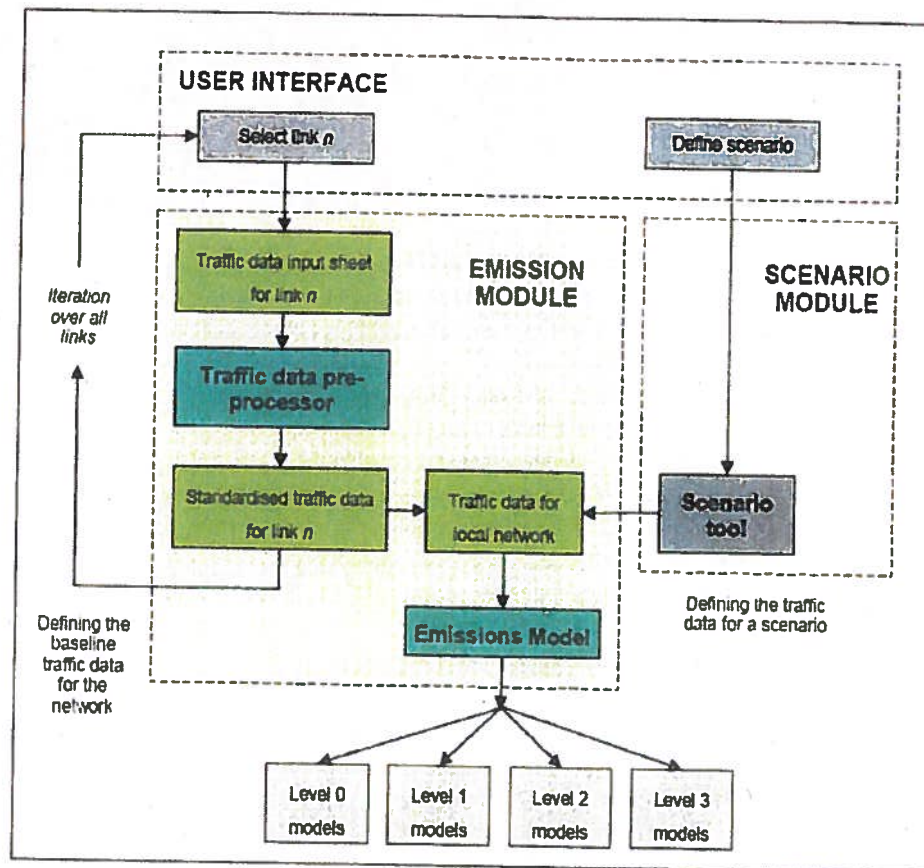 USER INTERFACE
Select link n
Define scenario
Traffic data input sheet
for link n
EMISSION
MODULE
SCENARIO
MODULE
Iteration
over all
links
Traffic data pre-
processor
Standardised traffic data
for link n
Traffic data for
local network
Scenario
tool
Defining the
baseline
traffic data
for the
network
Emissions Model
Defining the traffic
data for a scenario
Level 0
models
Level 1
models
Level 2
models
Level 3
models